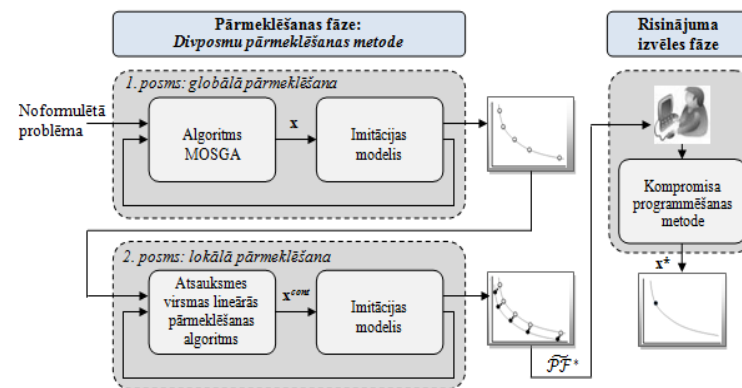 Pārmeklēšanas fāze:
Divposmu pārmeklēšanas metode
Risinājuma
izvēles fāze
1. posms: globālā pārmeklēšana
Noformulētā
problēma
Algoritms
MOSGA
x
Imitācijas
modelis
Kompromisa
programmēšanas
metode
x*
2. posms: lokālā pārmeklēšana
Atsauksmes
virsmas lineārās
pārmeklēšanas
algoritms
x^cont
Imitācijas
modelis
𝒫ℱ*